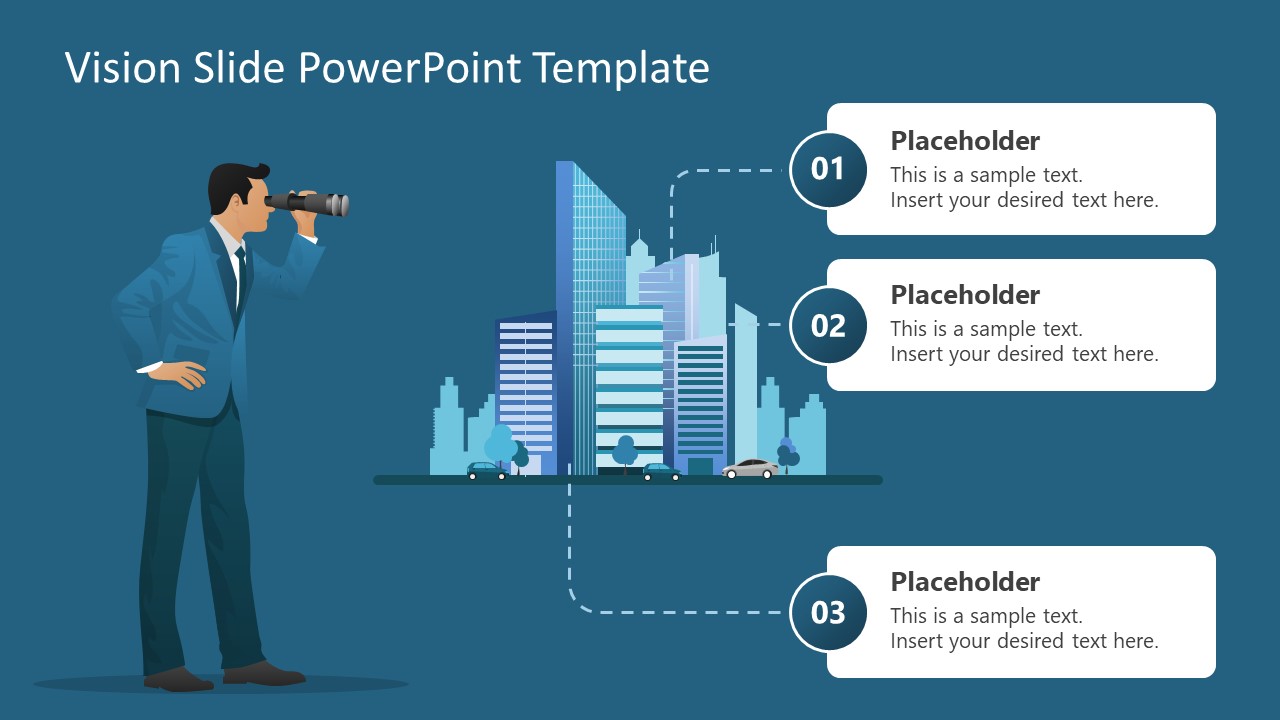 Vision Slide PowerPoint Template
01
Placeholder
This is a sample text.
Insert your desired text here.
02
Placeholder
This is a sample text.
Insert your desired text here.
03
Placeholder
This is a sample text.
Insert your desired text here.